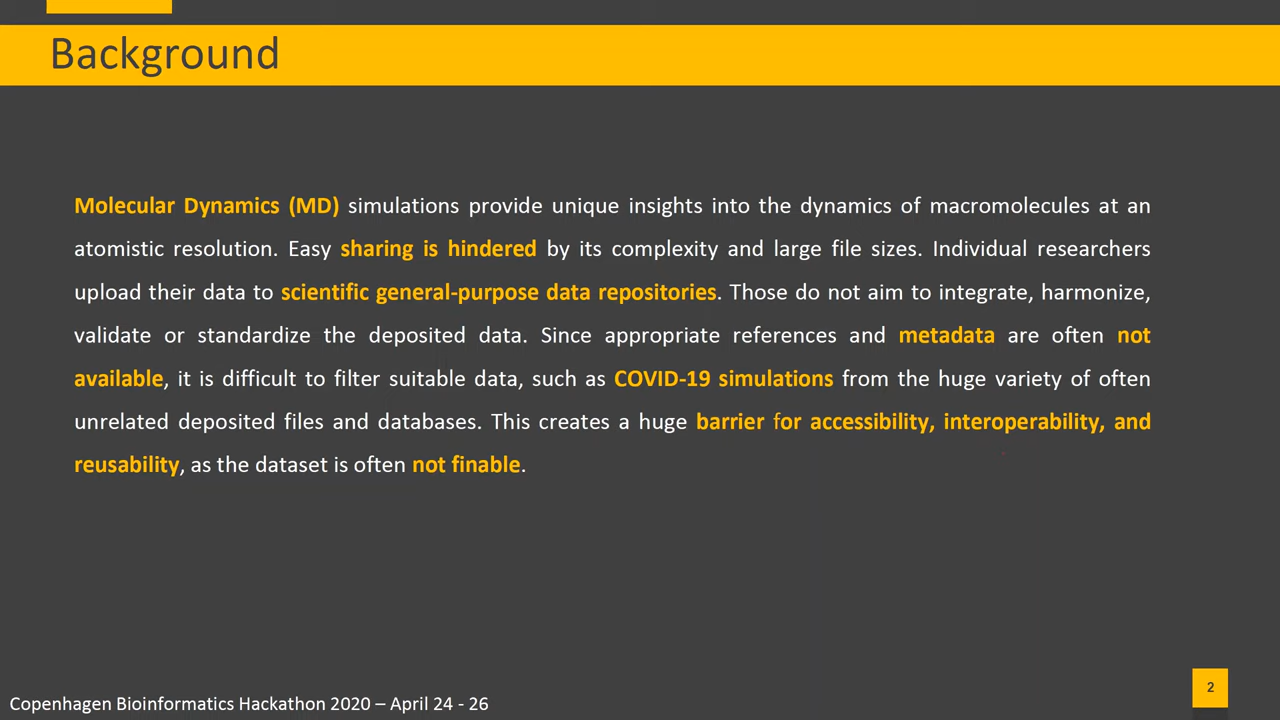 Background
Molecular Dynamics (MD) simulations provide unique insights into the dynamics of macromolecules at an
atomistic resolution. Easy sharing is hindered by its complexity and large file sizes. Individual researchers
upload their data to scientific general-purpose data repositories. Those do not aim to integrate, harmonize,
validate or standardize the deposited data. Since appropriate references and metadata are often not
available, it is difficult to filter suitable data, such as COVID-19 simulations from the huge variety of often
unrelated deposited files and databases. This creates a huge barrier for accessibility, interoperability, and
reusability, as the dataset is often not finable.
2
Copenhagen Bioinformatics Hackathon 2020 – April 24 - 26